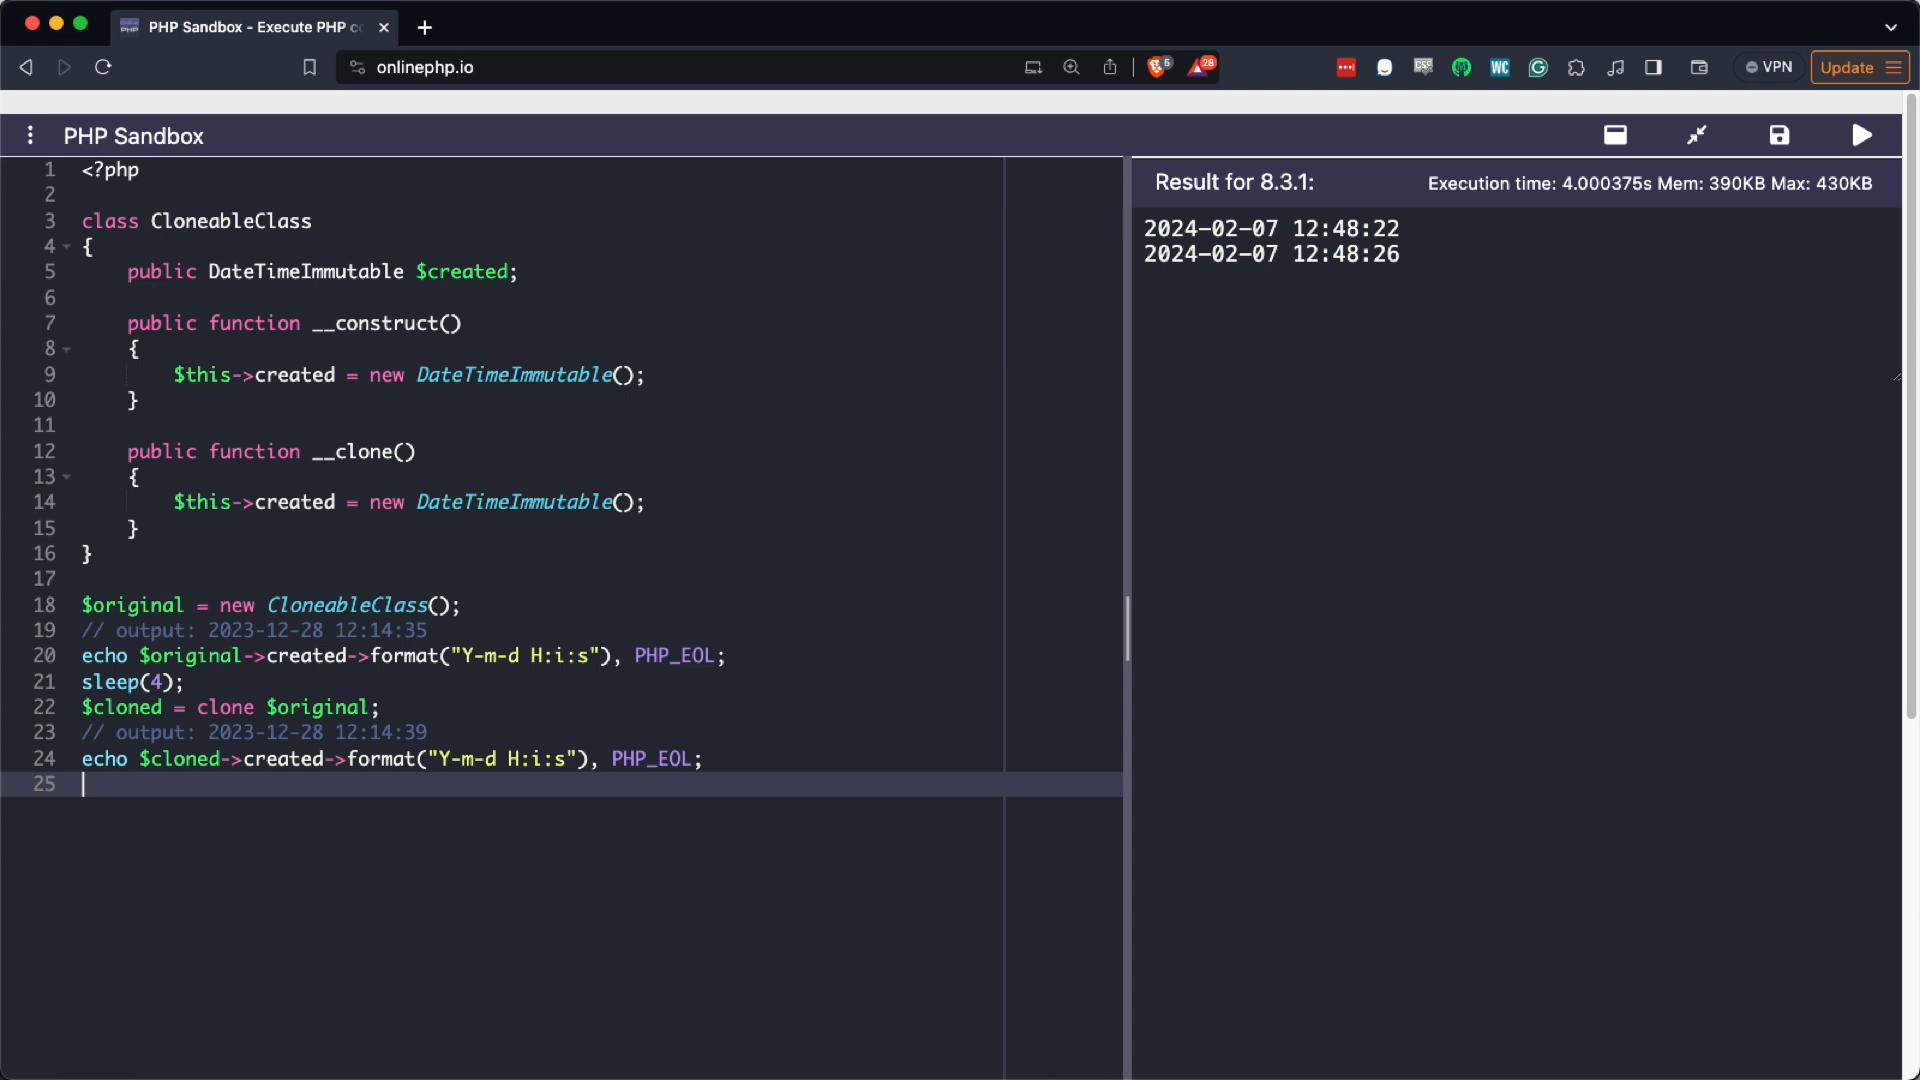 PHP Sandbox - Execute PHP c
onlinephp.io
5
28
CSS
WC
VPN
Update
PHP Sandbox
1 <?php
2
3 class CloneableClass
4 {
5     public DateTimeImmutable $created;
6
7     public function __construct()
8     {
9         $this->created = new DateTimeImmutable();
10     }
11
12     public function __clone()
13     {
14         $this->created = new DateTimeImmutable();
15     }
16 }
17
18 $original = new CloneableClass();
19 // output: 2023-12-28 12:14:35
20 echo $original->created->format("Y-m-d H:i:s"), PHP_EOL;
21 sleep(4);
22 $cloned = clone $original;
23 // output: 2023-12-28 12:14:39
24 echo $cloned->created->format("Y-m-d H:i:s"), PHP_EOL;
25
Result for 8.3.1:
Execution time: 4.000375s Mem: 390KB Max: 430KB
2024-02-07 12:48:22
2024-02-07 12:48:26